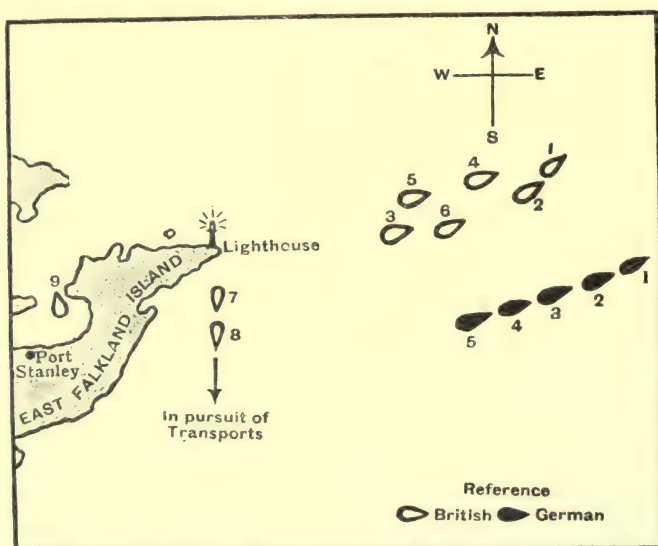 N
W E
S
1
4
5
2
3
6
Lighthouse
9
7
8
1
2
3
4
5
Port
Stanley
EAST FALKLAND ISLAND
In pursuit of
Transports
Reference
British German